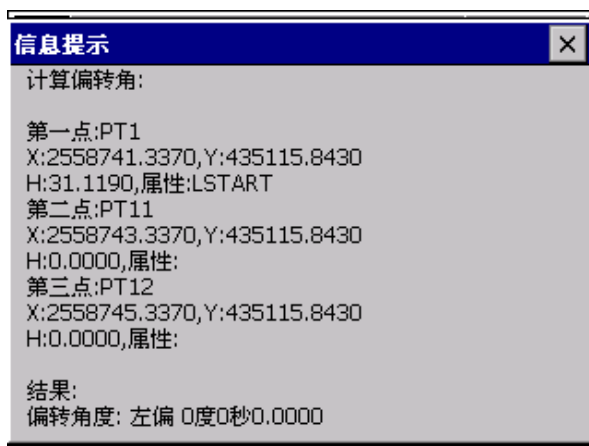 信息提示
计算偏转角:
第一点:PT1
X:2558741.3370,Y:435115.8430
H:31.1190,属性:LSTART
第二点:PT11
X:2558743.3370,Y:435115.8430
H:0.0000,属性:
第三点:PT12
X:2558745.3370,Y:435115.8430
H:0.0000,属性:
结果:
偏转角度: 左偏 0度0秒0.0000